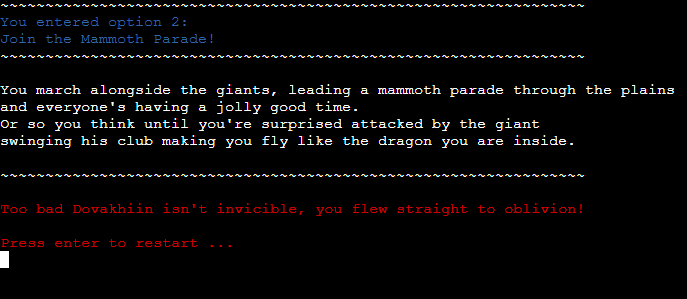 ~~~~~~~~~~~~~~~~~~~~~~~~~~~~~~~~~~~~~~~~~~~~~~~~~~~~~~~~~~~~~~~~~
You entered option 2:
Join the Mammoth Parade!
~~~~~~~~~~~~~~~~~~~~~~~~~~~~~~~~~~~~~~~~~~~~~~~~~~~~~~~~~~~~~~~~~
You march alongside the giants, leading a mammoth parade through the plains
and everyone's having a jolly good time.
Or so you think until you're surprised attacked by the giant
swinging his club making you fly like the dragon you are inside.
~~~~~~~~~~~~~~~~~~~~~~~~~~~~~~~~~~~~~~~~~~~~~~~~~~~~~~~~~~~~~~~~~
Too bad Dovakhiin isn't invicible, you flew straight to oblivion!
Press enter to restart ...